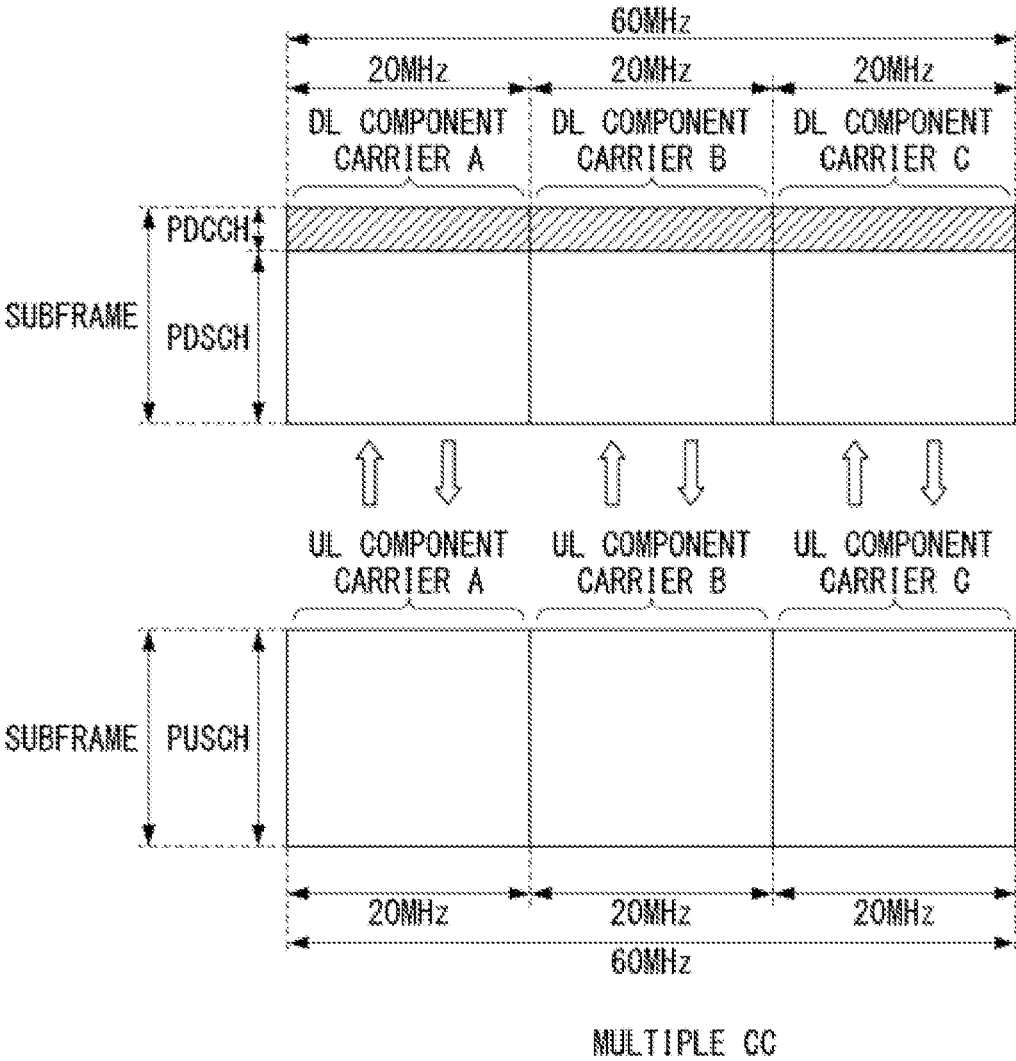 60MHz
20MHz 20MHz 20MHz
DL COMPONENT CARRIER A
DL COMPONENT CARRIER B
DL COMPONENT CARRIER C
PDCCH
SUBFRAME
PDSCH
UL COMPONENT CARRIER A
UL COMPONENT CARRIER B
UL COMPONENT CARRIER C
SUBFRAME
PUSCH
20MHz 20MHz 20MHz
60MHz
MULTIPLE CC